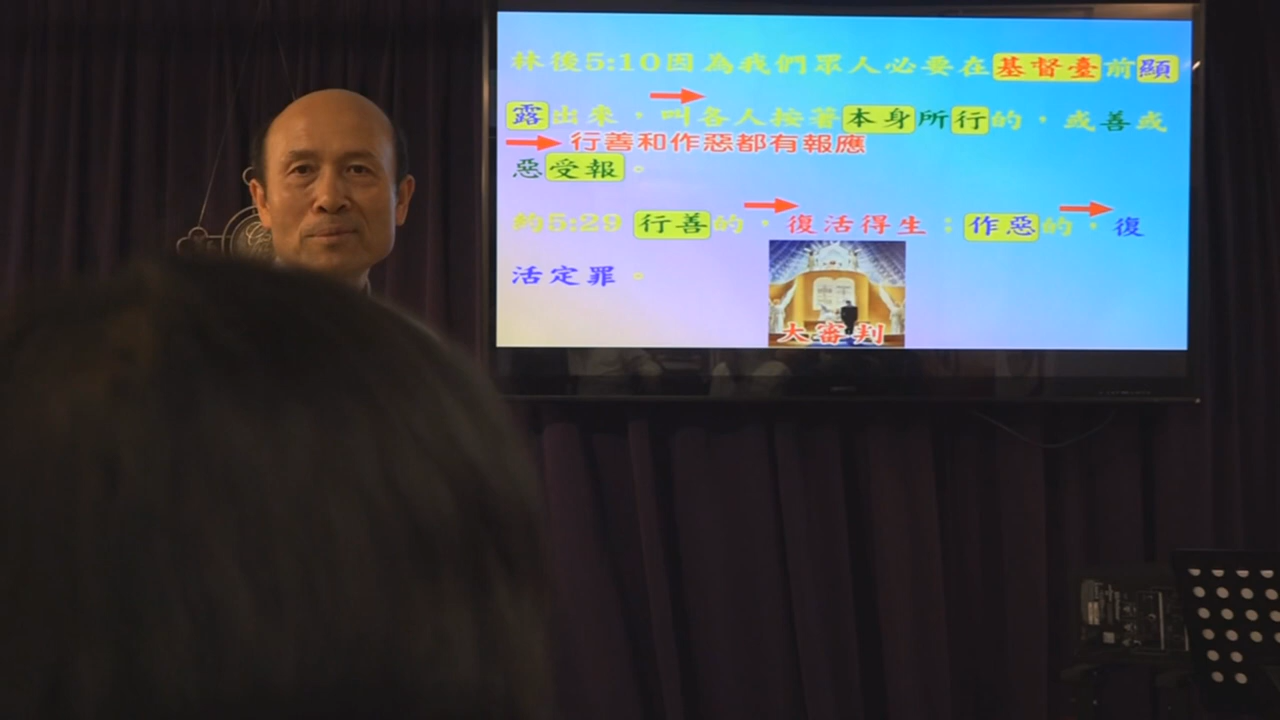 林後5:10因為我們眾人必要在基督臺前顯
露出來，叫各人按著本身所行的，或善或
行善和作惡都有報應
惡受報。
約5:29 行善的，復活得生；作惡的，復
活定罪。
大審判